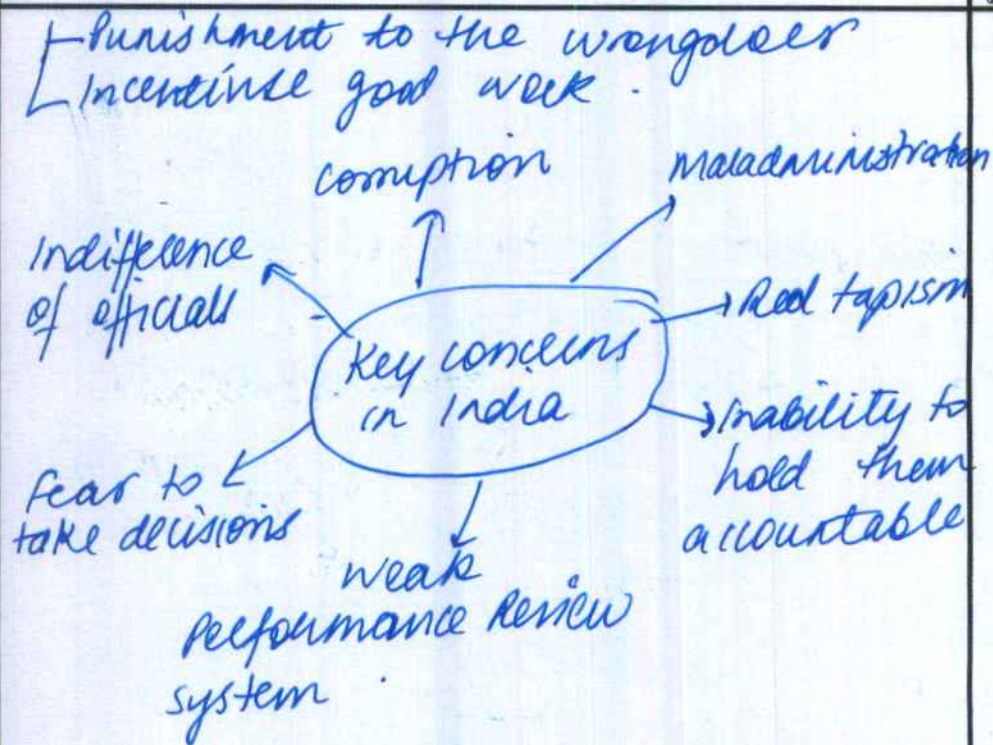 Punishment to the wrongdoer
Incentivise good work.
corruption
Maladministration
Indifference
of officials
Red tapism
Key concerns
in India
Inability to
hold them
accountable
Fear to
take decisions
weak
Performance Review
system.